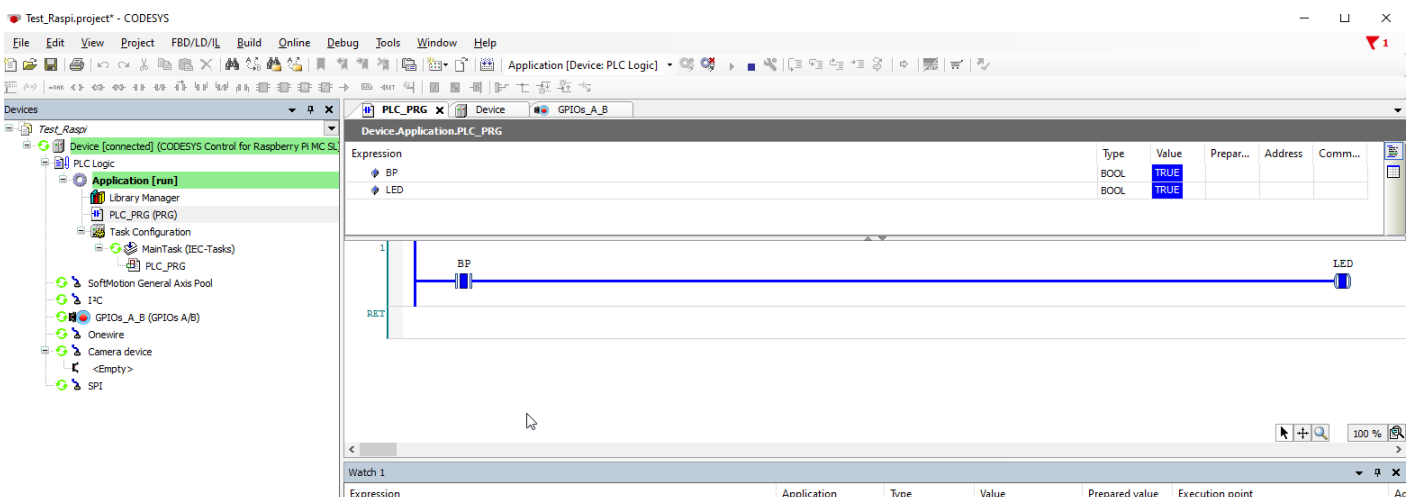 Test_Raspi.project* - CODESYS
File Edit View Project FBD/LD/IL Build Online Debug Tools Window Help
1
Application [Device: PLC Logic]
Devices
PLC_PRG Device GPIOs_A_B
Test_Raspi
Device.Application.PLC_PRG
Device [connected] (CODESYS Control for Raspberry Pi MC SL)
Expression Type Value Prepar... Address Comm...
PLC Logic
BP BOOL TRUE
Application [run]
LED BOOL TRUE
Library Manager
PLC_PRG (PRG)
Task Configuration
MainTask (IEC-Tasks)
1
PLC_PRG
BP LED
SoftMotion General Axis Pool
I²C
GPIOs_A_B (GPIOs A/B)
RET
Onewire
Camera device
<Empty>
SPI
100 %
Watch 1
Expression Application Type Value Prepared value Execution point